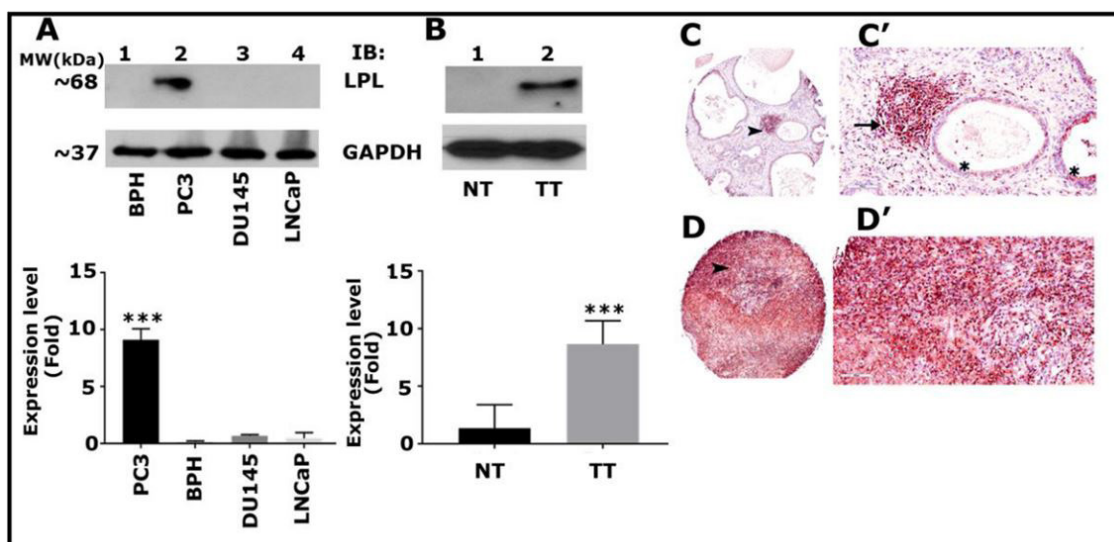 A
B
C
C′
MW(kDa)
1 2 3 4
IB:
1 2
~68
LPL
~37
GAPDH
BPH
PC3
DU145
LNCaP
NT TT
*
*
D
D′
Expression level
(Fold)
15
10
5
0
***
PC3
BPH
DU145
LNCaP
Expression level
(Fold)
15
10
5
0
***
NT
TT